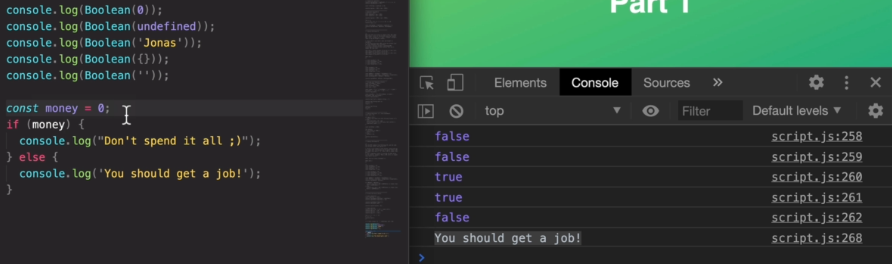 console.log(Boolean(0));
console.log(Boolean(undefined));
console.log(Boolean('Jonas'));
console.log(Boolean({}));
console.log(Boolean(''));
const money = 0;
if (money) {
  console.log("Don't spend it all ;)");
} else {
  console.log('You should get a job!');
}
Part 1
Elements Console Sources »
top Filter Default levels ▼
false script.js:258
false script.js:259
true script.js:260
true script.js:261
false script.js:262
You should get a job! script.js:268
>